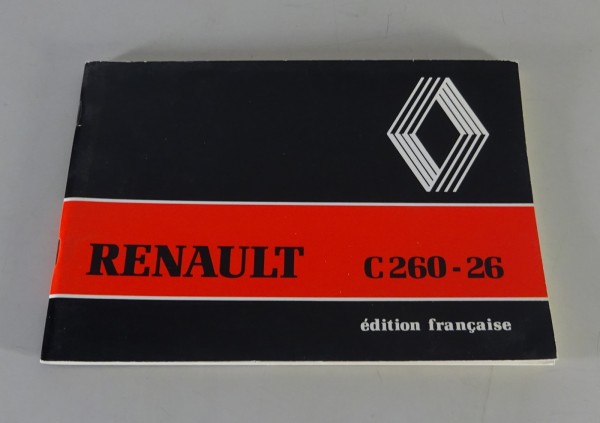 RENAULT C260-26
édition française